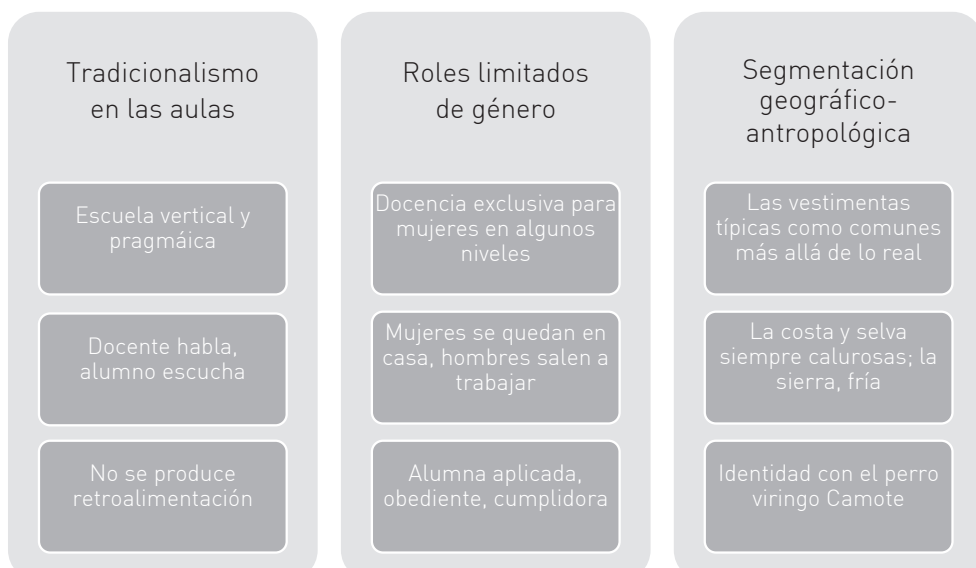 Tradicionalismo
en las aulas
Escuela vertical y
pragmáica
Docente habla,
alumno escucha
No se produce
retroalimentación
Roles limitados
de género
Docencia exclusiva para
mujeres en algunos
niveles
Mujeres se quedan en
casa, hombres salen a
trabajar
Alumna aplicada,
obediente, cumplidora
Segmentación
geográfico-
antropológica
Las vestimentas
típicas como comunes
más allá de lo real
La costa y selva
siempre calurosas; la
sierra, fría
Identidad con el perro
viringo Camote